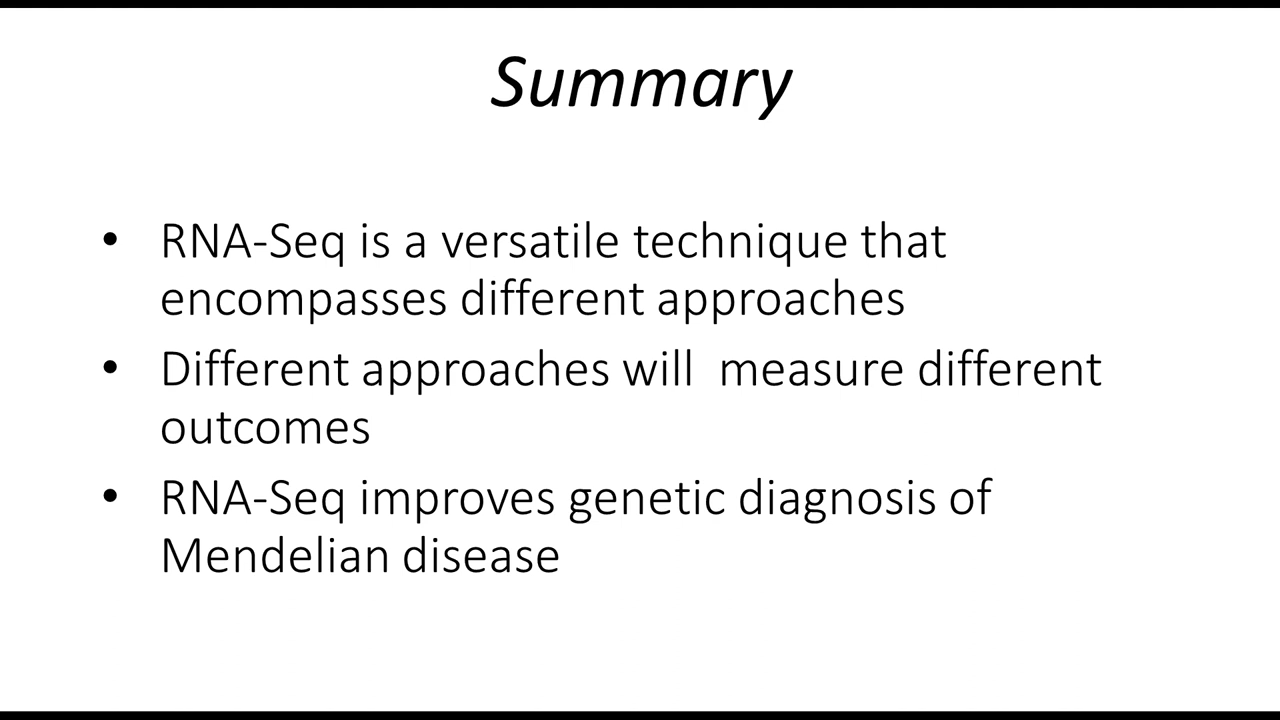 Summary
• RNA-Seq is a versatile technique that
encompasses different approaches
• Different approaches will  measure different
outcomes
• RNA-Seq improves genetic diagnosis of
Mendelian disease